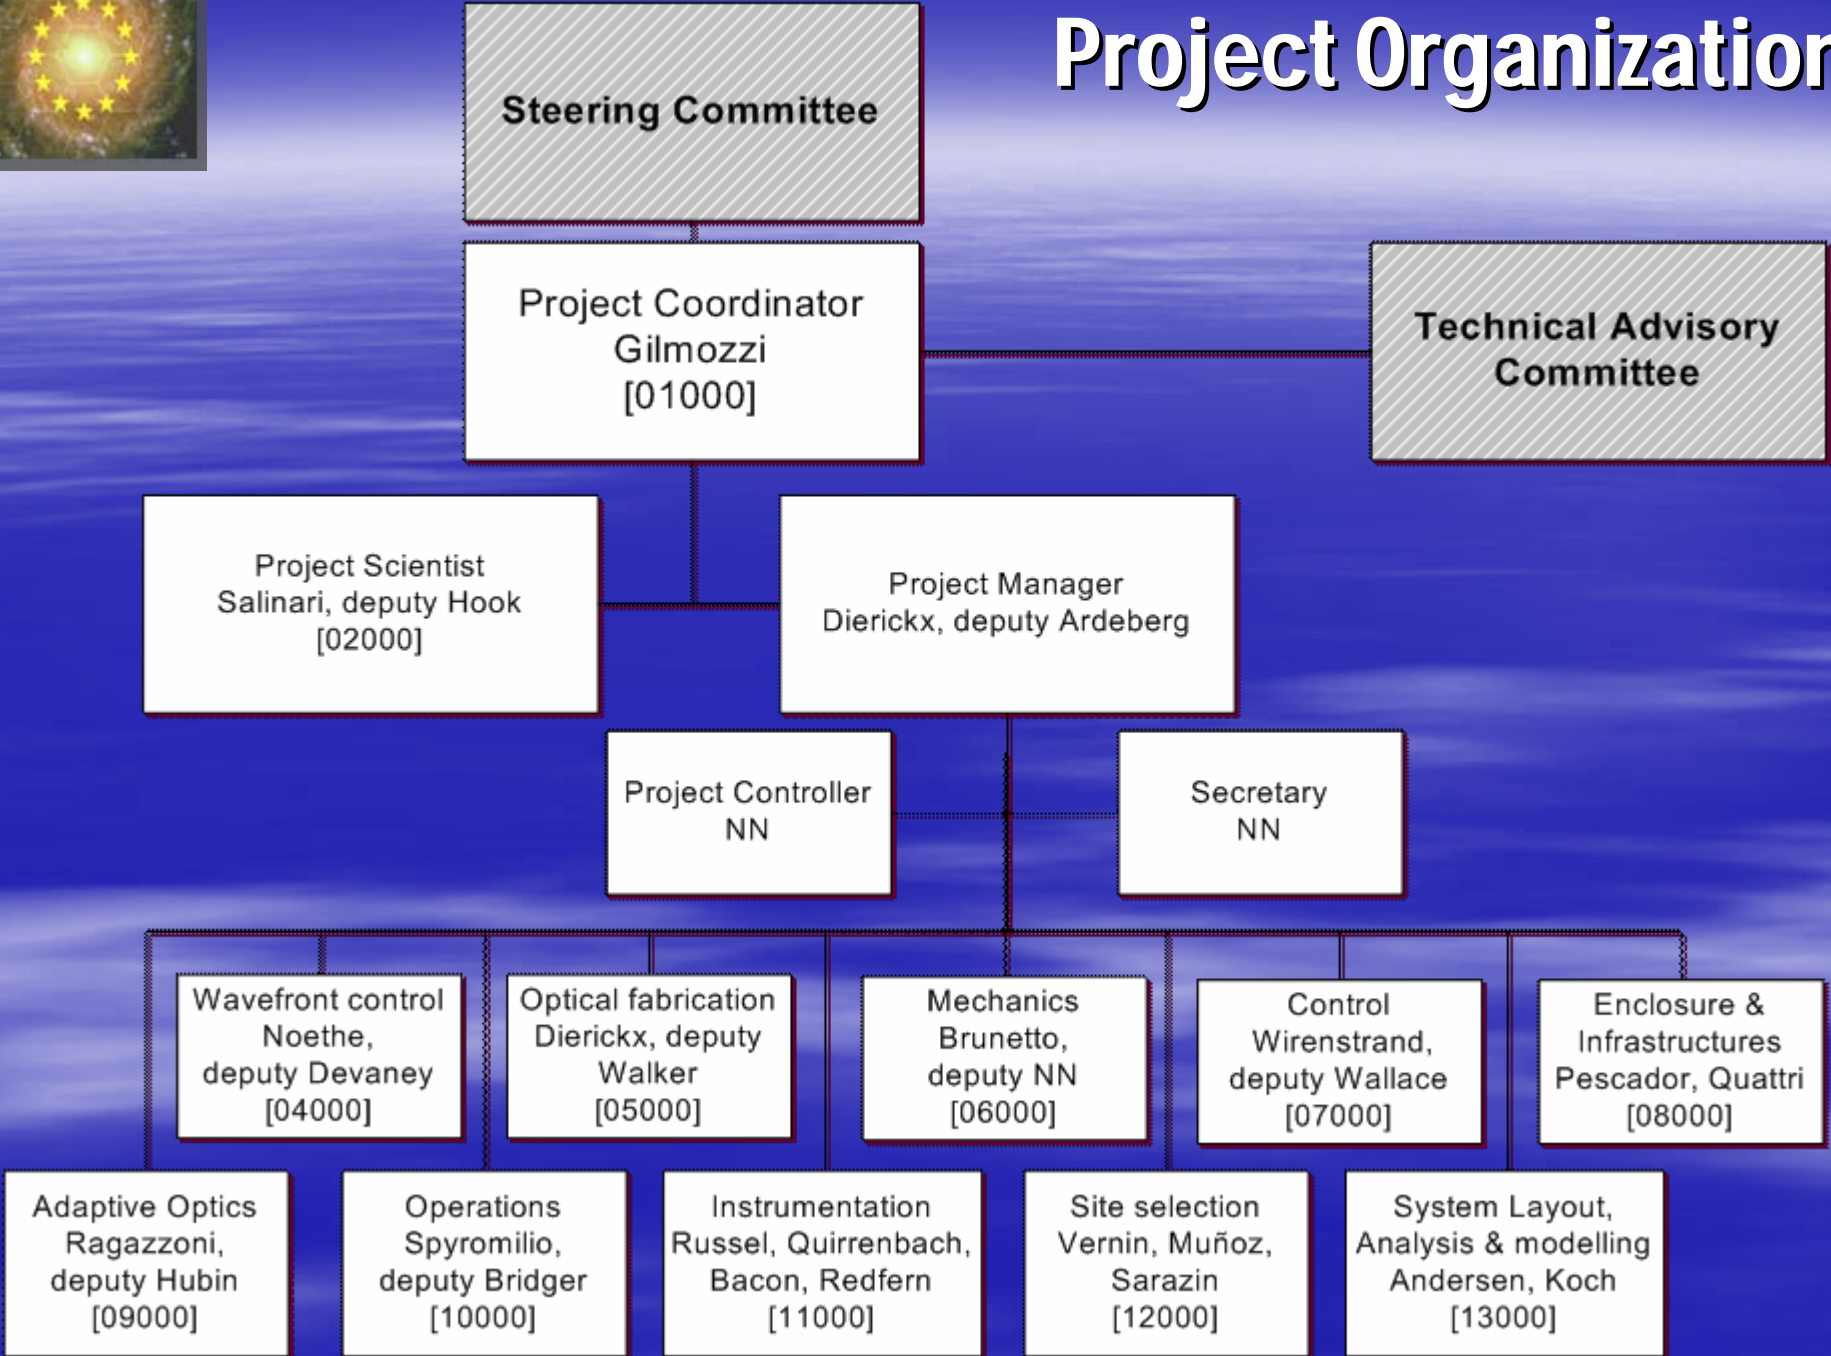 Project Organization
Steering Committee
Project Coordinator
Gilmozzi
[01000]
Technical Advisory
Committee
Project Scientist
Salinari, deputy Hook
[02000]
Project Manager
Dierickx, deputy Ardeberg
Project Controller
NN
Secretary
NN
Wavefront control
Noethe,
deputy Devaney
[04000]
Optical fabrication
Dierickx, deputy
Walker
[05000]
Mechanics
Brunetto,
deputy NN
[06000]
Control
Wirenstrand,
deputy Wallace
[07000]
Enclosure &
Infrastructures
Pescador, Quattri
[08000]
Adaptive Optics
Ragazzoni,
deputy Hubin
[09000]
Operations
Spyromilio,
deputy Bridger
[10000]
Instrumentation
Russel, Quirrenbach,
Bacon, Redfern
[11000]
Site selection
Vernin, Muñoz,
Sarazin
[12000]
System Layout,
Analysis & modelling
Andersen, Koch
[13000]